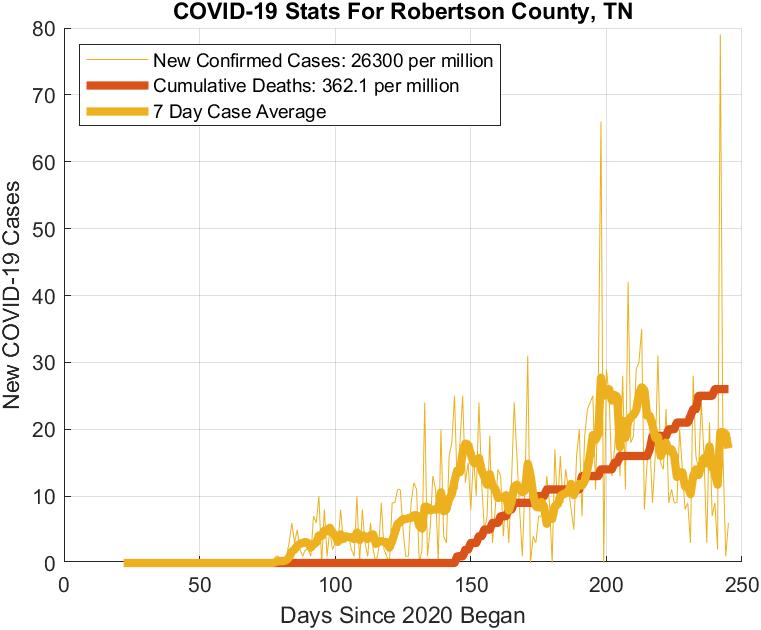 COVID-19 Stats For Robertson County, TN
New Confirmed Cases: 26300 per million
Cumulative Deaths: 362.1 per million
7 Day Case Average
New COVID-19 Cases
80
70
60
50
40
30
20
10
0
0 50 100 150 200 250
Days Since 2020 Began